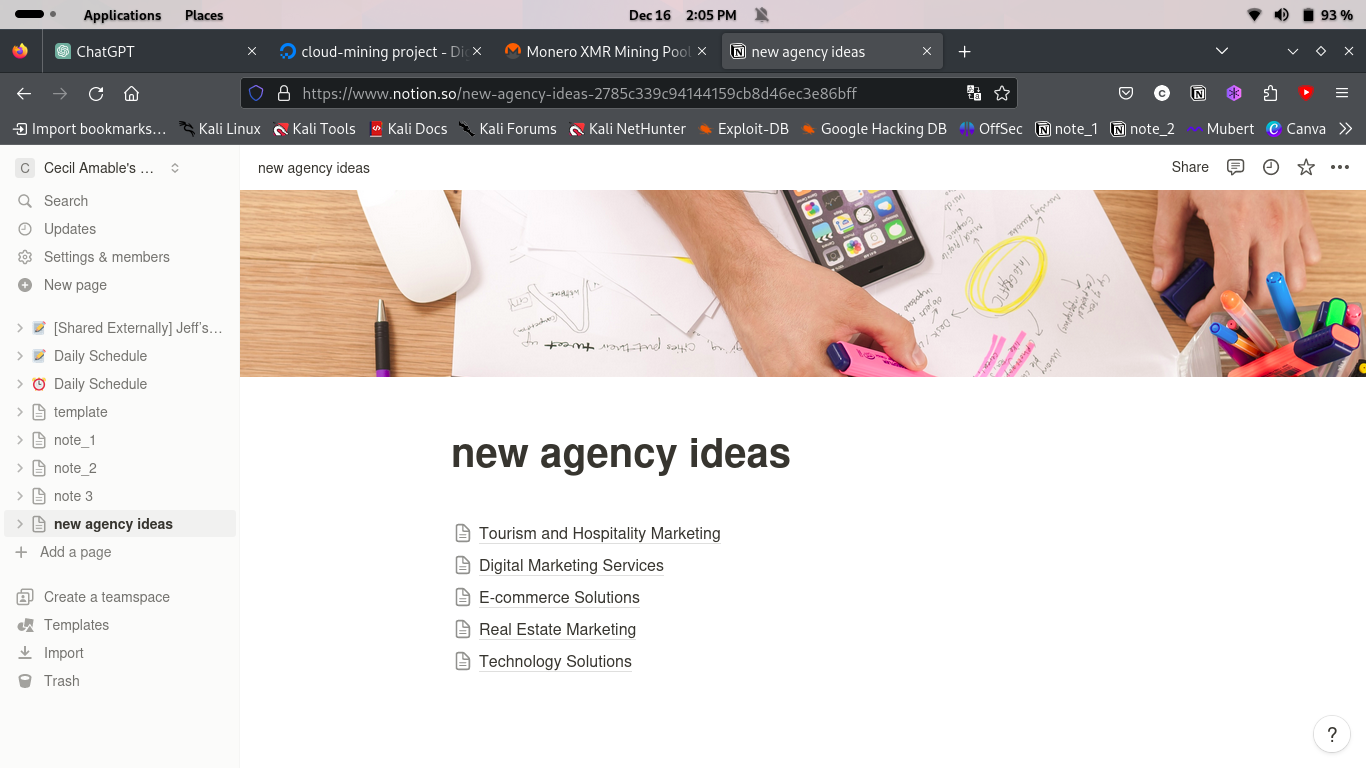 Applications Places Dec 16 2:05 PM 93 %
ChatGPT cloud-mining project - Di Monero XMR Mining Pool new agency ideas
https://www.notion.so/new-agency-ideas-2785c339c94144159cb8d46ec3e86bff
Import bookmarks… Kali Linux Kali Tools Kali Docs Kali Forums Kali NetHunter Exploit-DB Google Hacking DB OffSec note_1 note_2 Mubert Canva
C Cecil Amable's …
Search
Updates
Settings & members
New page
[Shared Externally] Jeff's…
Daily Schedule
Daily Schedule
template
note_1
note_2
note 3
new agency ideas
Add a page
Create a teamspace
Templates
Import
Trash
new agency ideas Share
new agency ideas
Tourism and Hospitality Marketing
Digital Marketing Services
E-commerce Solutions
Real Estate Marketing
Technology Solutions
?